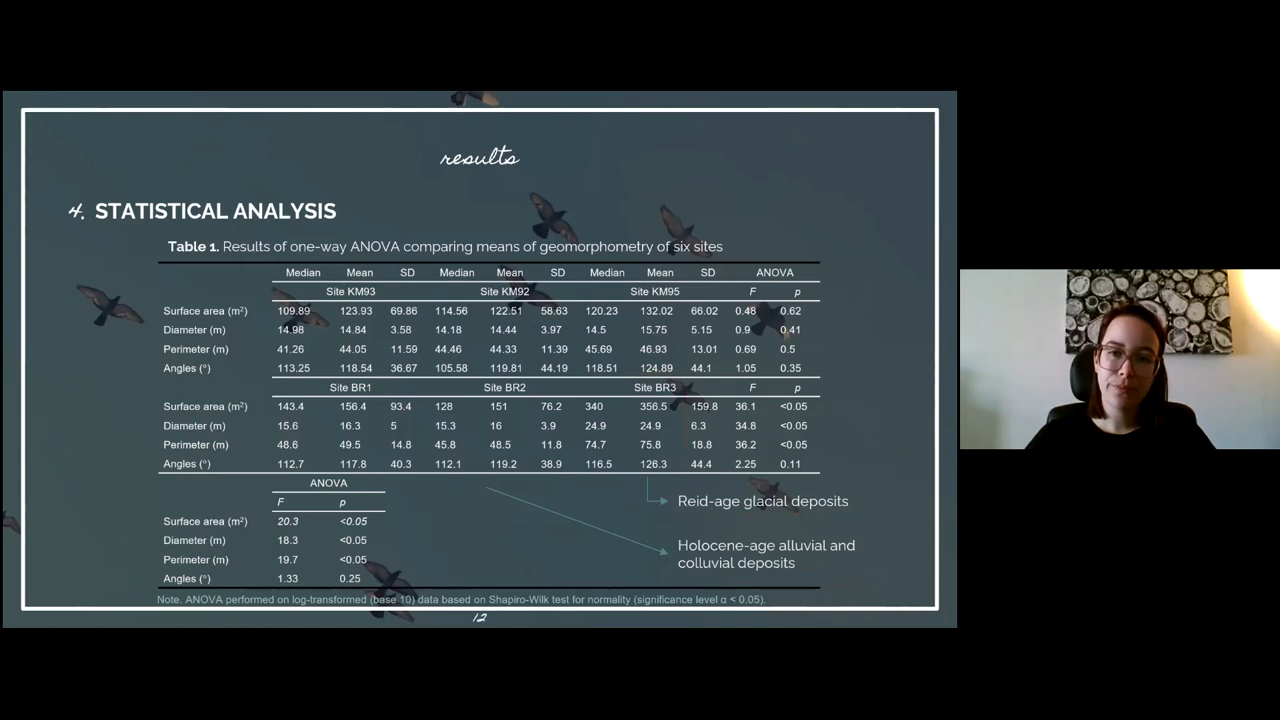 results
4. STATISTICAL ANALYSIS
Table 1. Results of one-way ANOVA comparing means of geomorphometry of six sites
Median Mean SD Median Mean SD Median Mean SD ANOVA
Site KM93 Site KM92 Site KM95 F p
Surface area (m²) 109.89 123.93 69.86 114.56 122.51 58.63 120.23 132.02 66.02 0.48 0.62
Diameter (m) 14.98 14.84 3.58 14.18 14.44 3.97 14.5 15.75 5.15 0.9 0.41
Perimeter (m) 41.26 44.05 11.59 44.46 44.33 11.39 45.69 46.93 13.01 0.69 0.5
Angles (°) 113.25 118.54 36.67 105.58 119.81 44.19 118.51 124.89 44.1 1.05 0.35
Site BR1 Site BR2 Site BR3 F p
Surface area (m²) 143.4 156.4 93.4 128 151 76.2 340 356.5 159.8 36.1 <0.05
Diameter (m) 15.6 16.3 5 15.3 16 3.9 24.9 24.9 6.3 34.8 <0.05
Perimeter (m) 48.6 49.5 14.8 45.8 48.5 11.8 74.7 75.8 18.8 36.2 <0.05
Angles (°) 112.7 117.8 40.3 112.1 119.2 38.9 116.5 126.3 44.4 2.25 0.11
ANOVA
F p
Surface area (m²) 20.3 <0.05
Diameter (m) 18.3 <0.05
Perimeter (m) 19.7 <0.05
Angles (°) 1.33 0.25
Reid-age glacial deposits
Holocene-age alluvial and
colluvial deposits
Note. ANOVA performed on log-transformed (base 10) data based on Shapiro-Wilk test for normality (significance level α < 0.05).
12